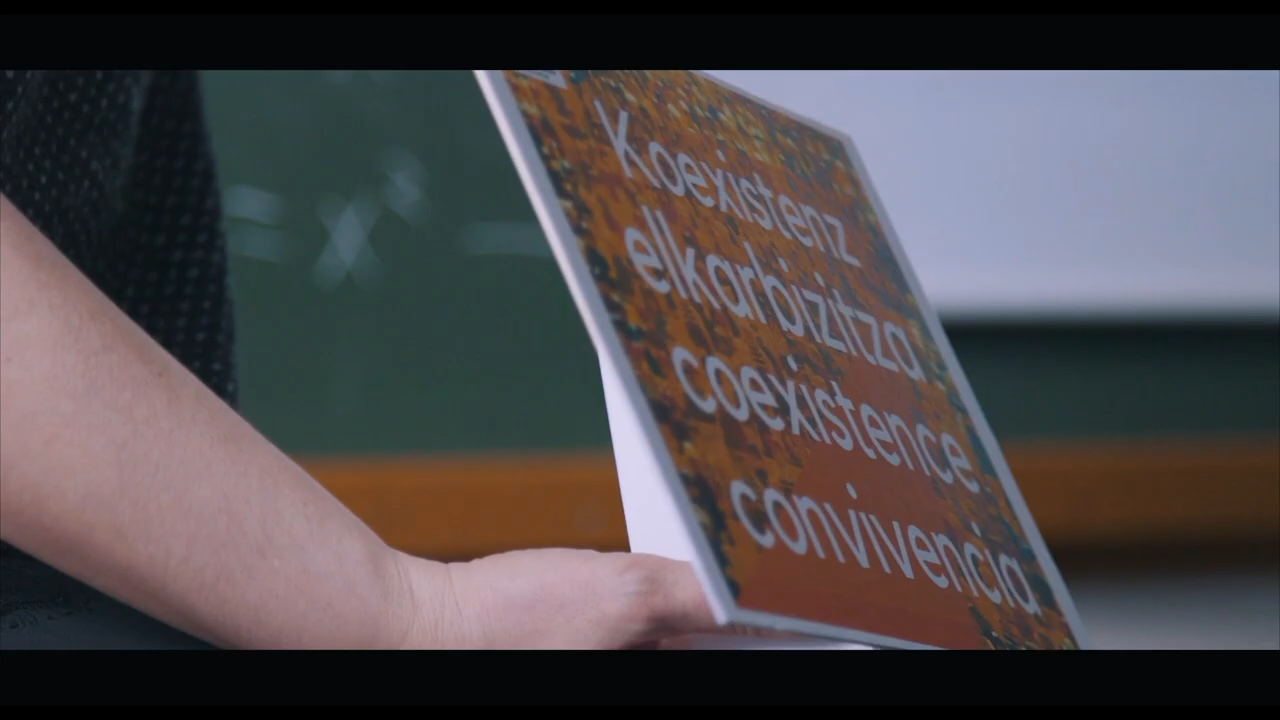 Koexistenz
elkarbizitza
coexistence
convivencia